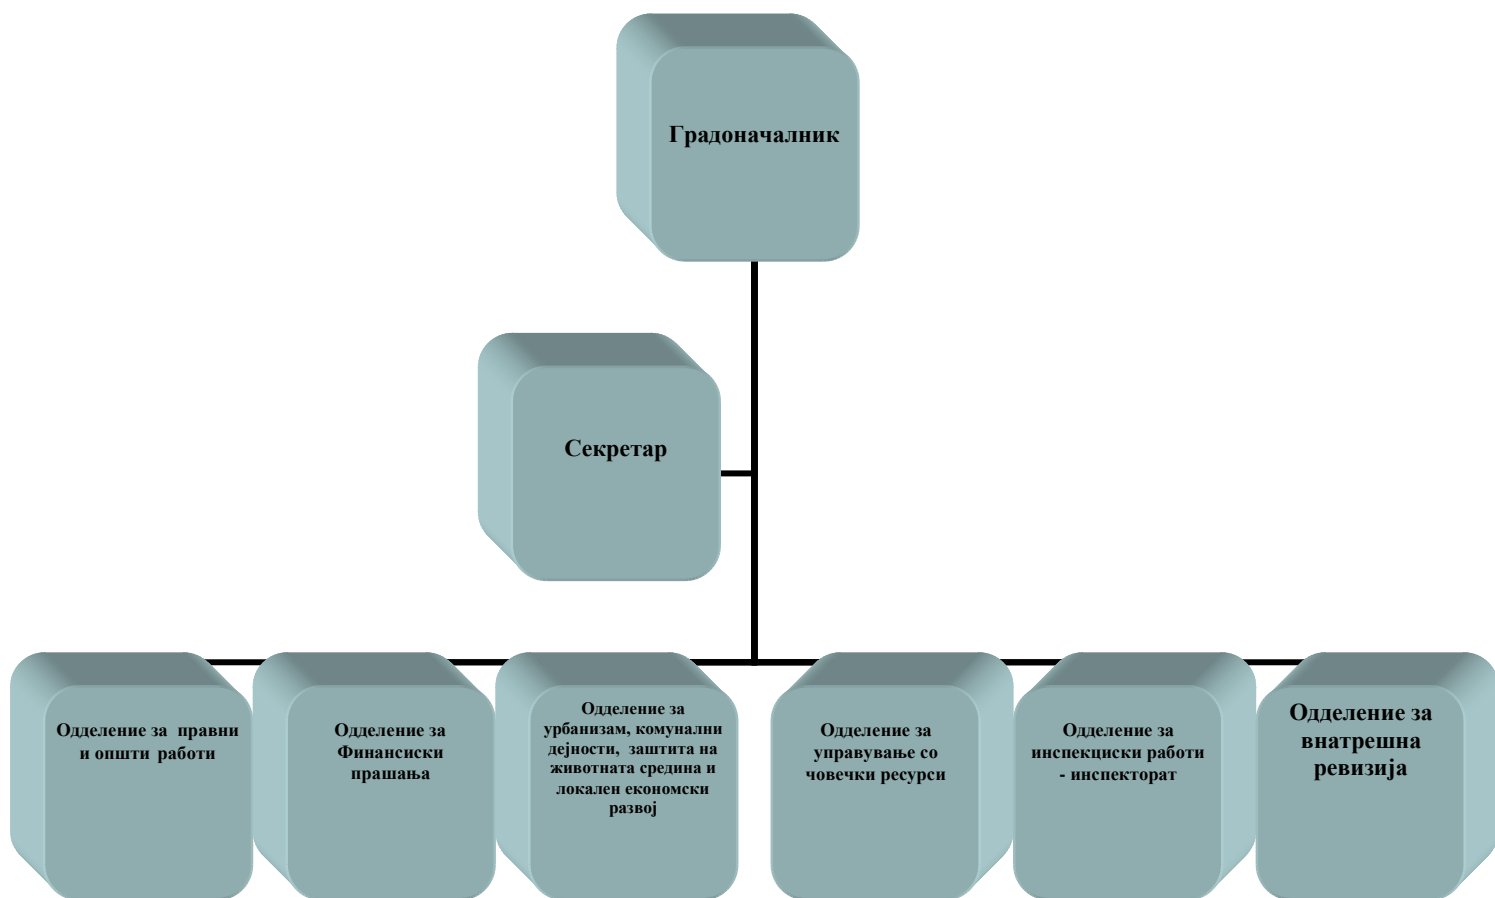 Градоначалник
Секретар
Одделение за правни
и општи работи
Одделение за
Финансиски
прашања
Одделение за
урбанизам, комунални
дејности, заштита на
животната средина и
локален економски
развој
Одделение за
управување со
човечки ресурси
Одделение за
инспекциски работи
- инспекторат
Одделение за
внатрешна
ревизија